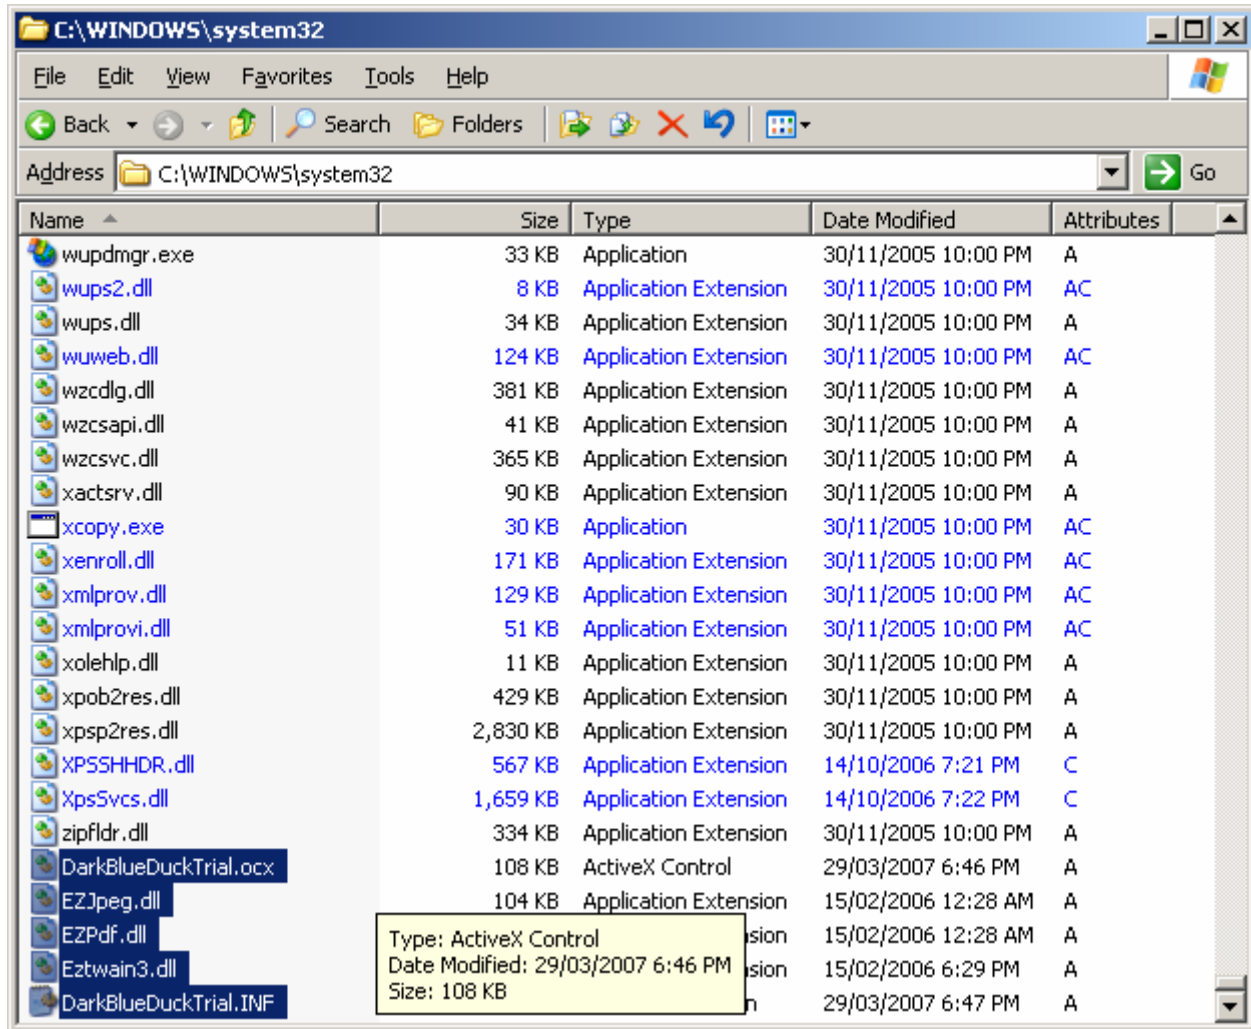 C:\WINDOWS\system32
File Edit View Favorites Tools Help
Back Search Folders
Address C:\WINDOWS\system32 Go
Name Size Type Date Modified Attributes
wupdmgr.exe 33 KB Application 30/11/2005 10:00 PM A
wups2.dll 8 KB Application Extension 30/11/2005 10:00 PM AC
wups.dll 34 KB Application Extension 30/11/2005 10:00 PM A
wuweb.dll 124 KB Application Extension 30/11/2005 10:00 PM AC
wzcdlg.dll 381 KB Application Extension 30/11/2005 10:00 PM A
wzcsapi.dll 41 KB Application Extension 30/11/2005 10:00 PM A
wzcsvc.dll 365 KB Application Extension 30/11/2005 10:00 PM A
xactsrv.dll 90 KB Application Extension 30/11/2005 10:00 PM A
xcopy.exe 30 KB Application 30/11/2005 10:00 PM AC
xenroll.dll 171 KB Application Extension 30/11/2005 10:00 PM AC
xmlprov.dll 129 KB Application Extension 30/11/2005 10:00 PM AC
xmlprovi.dll 51 KB Application Extension 30/11/2005 10:00 PM AC
xolehlp.dll 11 KB Application Extension 30/11/2005 10:00 PM A
xpob2res.dll 429 KB Application Extension 30/11/2005 10:00 PM A
xpsp2res.dll 2,830 KB Application Extension 30/11/2005 10:00 PM A
XPSSHHDR.dll 567 KB Application Extension 14/10/2006 7:21 PM C
XpsSvcs.dll 1,659 KB Application Extension 14/10/2006 7:22 PM C
zipfldr.dll 334 KB Application Extension 30/11/2005 10:00 PM A
DarkBlueDuckTrial.ocx 108 KB ActiveX Control 29/03/2007 6:46 PM A
EZJpeg.dll 104 KB Application Extension 15/02/2006 12:28 AM A
EZPdf.dll 15/02/2006 12:28 AM A
Eztwain3.dll 15/02/2006 6:29 PM A
DarkBlueDuckTrial.INF 29/03/2007 6:47 PM A
Type: ActiveX Control
Date Modified: 29/03/2007 6:46 PM
Size: 108 KB